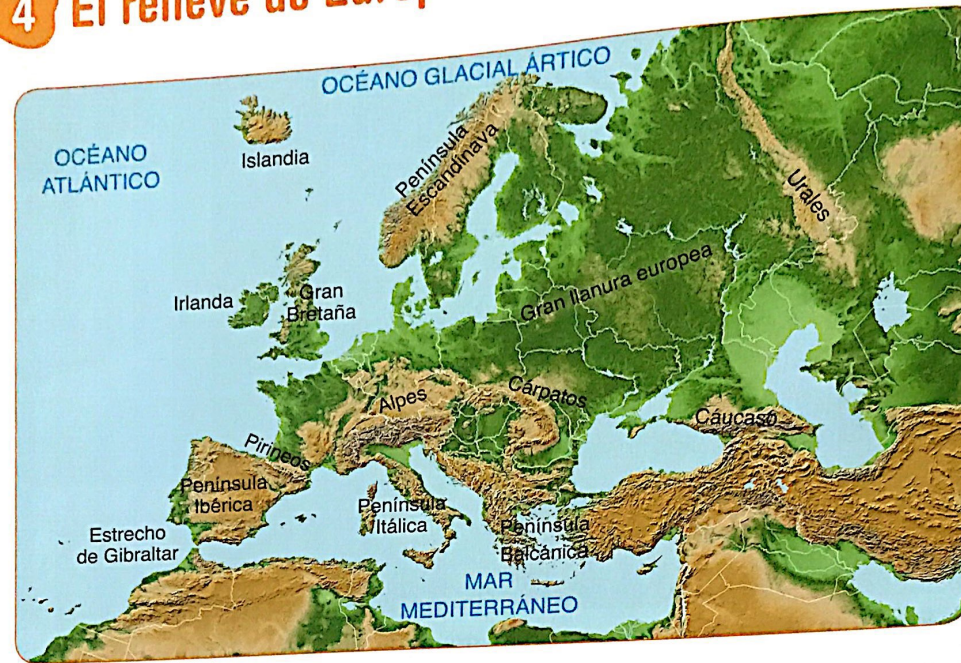 4 El relieve de Europ
OCÉANO GLACIAL ÁRTICO
OCÉANO
ATLÁNTICO
Islandia
Península
Escandinava
Urales
Gran llanura europea
Irlanda
Gran
Bretaña
Alpes
Cárpatos
Cáucaso
Pirineos
Península
Ibérica
Península
Itálica
Península
Balcánica
Estrecho
de Gibraltar
MAR
MEDITERRÁNEO